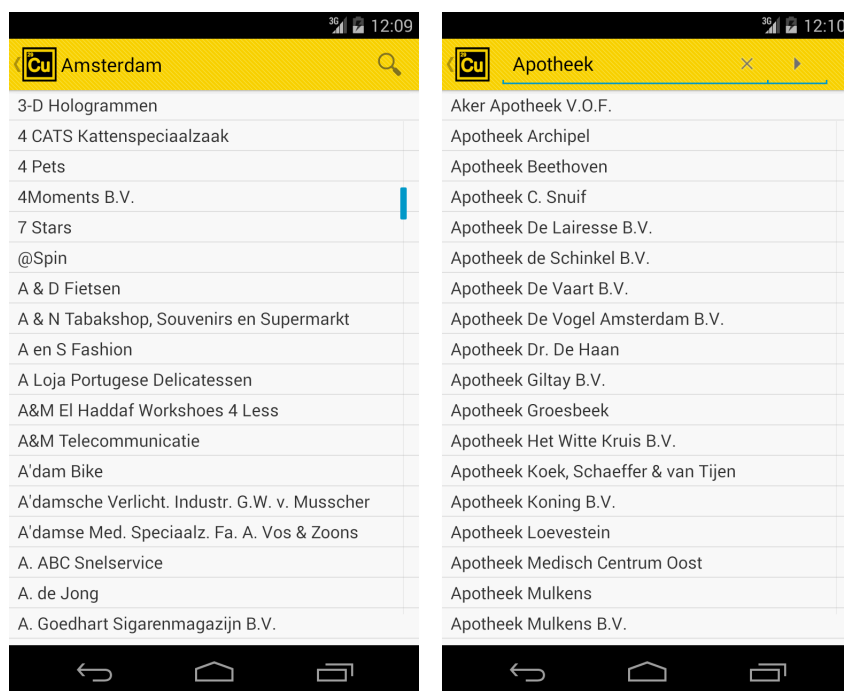 3G 12:09
29
Cu Amsterdam
3-D Hologrammen
4 CATS Kattenspeciaalzaak
4 Pets
4Moments B.V.
7 Stars
@Spin
A & D Fietsen
A & N Tabakshop, Souvenirs en Supermarkt
A en S Fashion
A Loja Portugese Delicatessen
A&M El Haddaf Workshoes 4 Less
A&M Telecommunicatie
A'dam Bike
A'damsche Verlicht. Industr. G.W. v. Musscher
A'damse Med. Speciaalz. Fa. A. Vos & Zoons
A. ABC Snelservice
A. de Jong
A. Goedhart Sigarenmagazijn B.V.
3G 12:10
29
Cu Apotheek
Aker Apotheek V.O.F.
Apotheek Archipel
Apotheek Beethoven
Apotheek C. Snuif
Apotheek De Lairesse B.V.
Apotheek de Schinkel B.V.
Apotheek De Vaart B.V.
Apotheek De Vogel Amsterdam B.V.
Apotheek Dr. De Haan
Apotheek Giltay B.V.
Apotheek Groesbeek
Apotheek Het Witte Kruis B.V.
Apotheek Koek, Schaeffer & van Tijen
Apotheek Koning B.V.
Apotheek Loevestein
Apotheek Medisch Centrum Oost
Apotheek Mulkens
Apotheek Mulkens B.V.